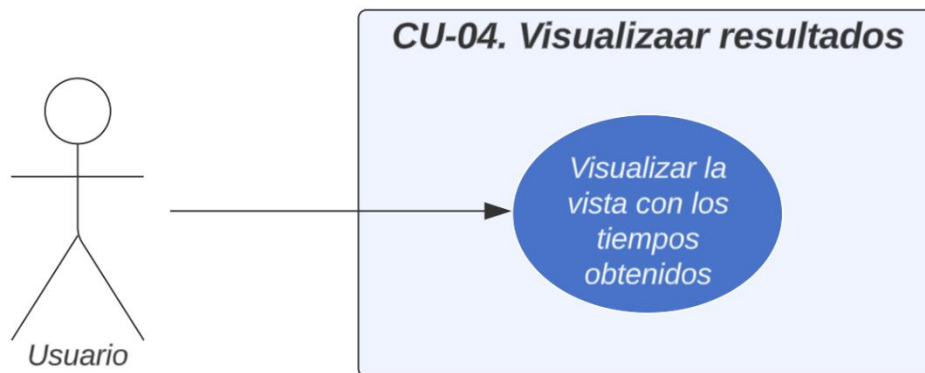 CU-04. Visualizaar resultados
Visualizar la
vista con los
tiempos
obtenidos
Usuario